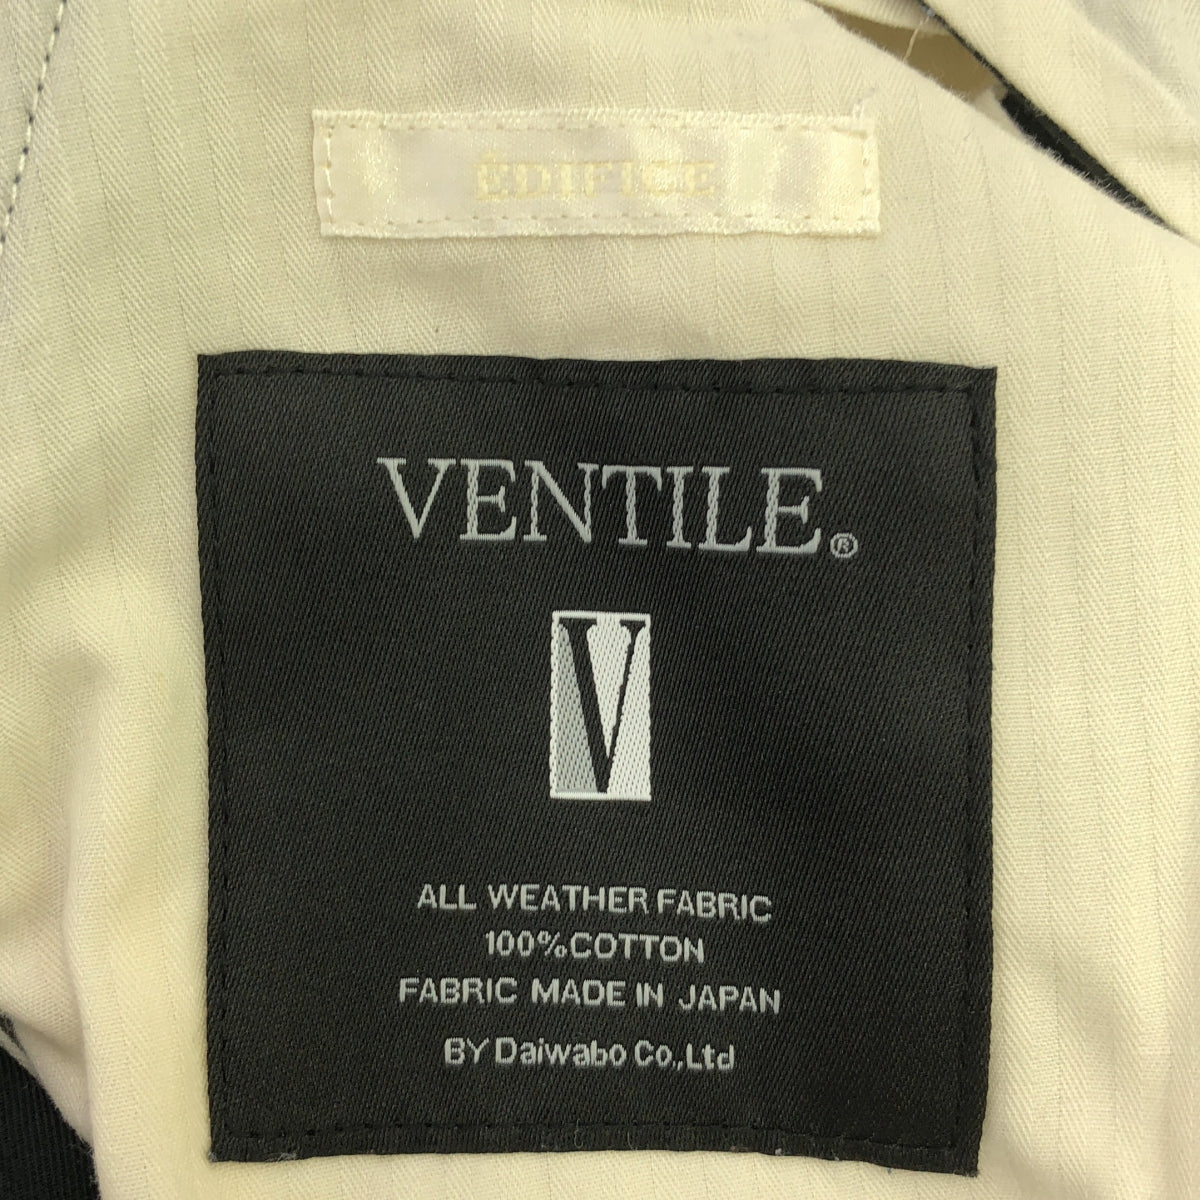 ÉDIFICE
VENTILE®
V
ALL WEATHER FABRIC
100%COTTON
FABRIC MADE IN JAPAN
BY Daiwabo Co.,Ltd